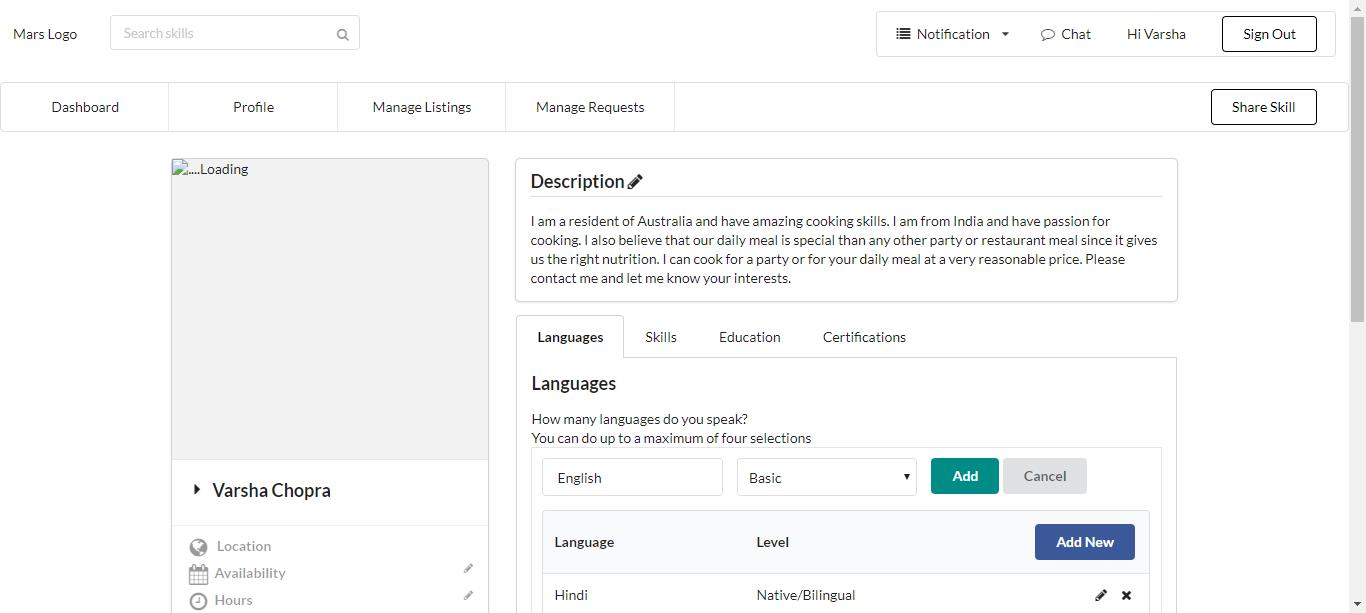 Mars Logo
Search skills
Notification
Chat
Hi Varsha
Sign Out
Dashboard
Profile
Manage Listings
Manage Requests
Share Skill
....Loading
Varsha Chopra
Location
Availability
Hours
Description
I am a resident of Australia and have amazing cooking skills. I am from India and have passion for
cooking. I also believe that our daily meal is special than any other party or restaurant meal since it gives
us the right nutrition. I can cook for a party or for your daily meal at a very reasonable price. Please
contact me and let me know your interests.
Languages
Skills
Education
Certifications
Languages
How many languages do you speak?
You can do up to a maximum of four selections
English
Basic
Add
Cancel
Language
Level
Add New
Hindi
Native/Bilingual